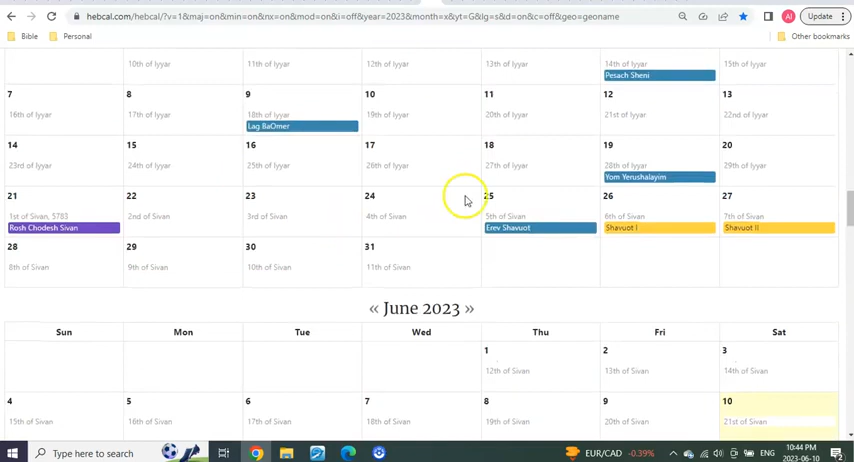 hebcal.com/hebcal/?v=1&maj=on&min=on&nx=on&mod=on&i=off&year=2023&month=x&yt=G&lg=s&d=on&c=off&geo=geoname
AI
Update
Bible Personal Other bookmarks
10th of Iyyar 11th of Iyyar 12th of Iyyar 13th of Iyyar 14th of Iyyar 15th of Iyyar
Pesach Sheni
7 8 9 10 11 12 13
16th of Iyyar 17th of Iyyar 18th of Iyyar 19th of Iyyar 20th of Iyyar 21st of Iyyar 22nd of Iyyar
Lag BaOmer
14 15 16 17 18 19 20
23rd of Iyyar 24th of Iyyar 25th of Iyyar 26th of Iyyar 27th of Iyyar 28th of Iyyar 29th of Iyyar
Yom Yerushalayim
21 22 23 24 25 26 27
1st of Sivan, 5783 2nd of Sivan 3rd of Sivan 4th of Sivan 5th of Sivan 6th of Sivan 7th of Sivan
Rosh Chodesh Sivan Erev Shavuot Shavuot I Shavuot II
28 29 30 31
8th of Sivan 9th of Sivan 10th of Sivan 11th of Sivan
« June 2023 »
Sun Mon Tue Wed Thu Fri Sat
1 2 3
12th of Sivan 13th of Sivan 14th of Sivan
4 5 6 7 8 9 10
15th of Sivan 16th of Sivan 17th of Sivan 18th of Sivan 19th of Sivan 20th of Sivan 21st of Sivan
Type here to search
EUR/CAD -0.39%
ENG
10:44 PM
2023-06-10
2